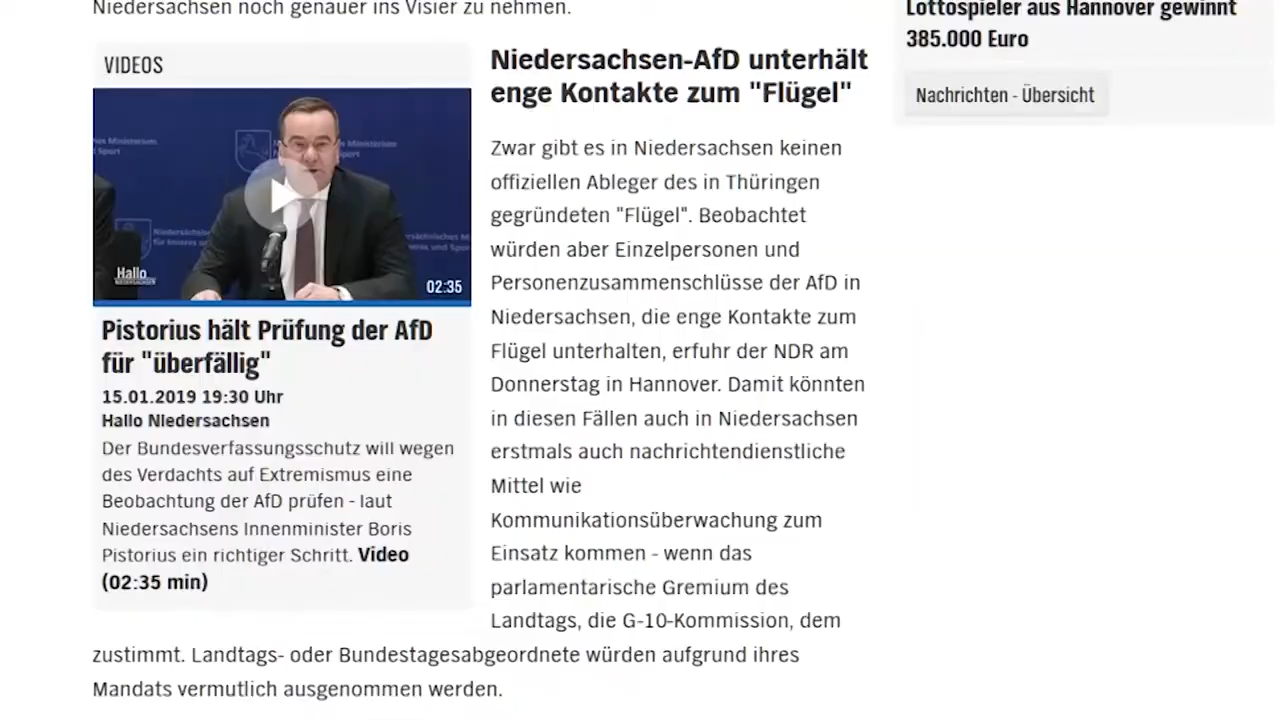 Niedersachsen noch genauer ins Visier zu nehmen.
VIDEOS
Hallo
NIEDERSACHSEN
02:35
Pistorius hält Prüfung der AfD
für "überfällig"
15.01.2019 19:30 Uhr
Hallo Niedersachsen
Der Bundesverfassungsschutz will wegen
des Verdachts auf Extremismus eine
Beobachtung der AfD prüfen - laut
Niedersachsens Innenminister Boris
Pistorius ein richtiger Schritt. Video
(02:35 min)
Niedersachsen-AfD unterhält
enge Kontakte zum "Flügel"
Zwar gibt es in Niedersachsen keinen
offiziellen Ableger des in Thüringen
gegründeten "Flügel". Beobachtet
würden aber Einzelpersonen und
Personenzusammenschlüsse der AfD in
Niedersachsen, die enge Kontakte zum
Flügel unterhalten, erfuhr der NDR am
Donnerstag in Hannover. Damit könnten
in diesen Fällen auch in Niedersachsen
erstmals auch nachrichtendienstliche
Mittel wie
Kommunikationsüberwachung zum
Einsatz kommen - wenn das
parlamentarische Gremium des
Landtags, die G-10-Kommission, dem
zustimmt. Landtags- oder Bundestagesabgeordnete würden aufgrund ihres
Mandats vermutlich ausgenommen werden.
Lottospieler aus Hannover gewinnt
385.000 Euro
Nachrichten - Übersicht